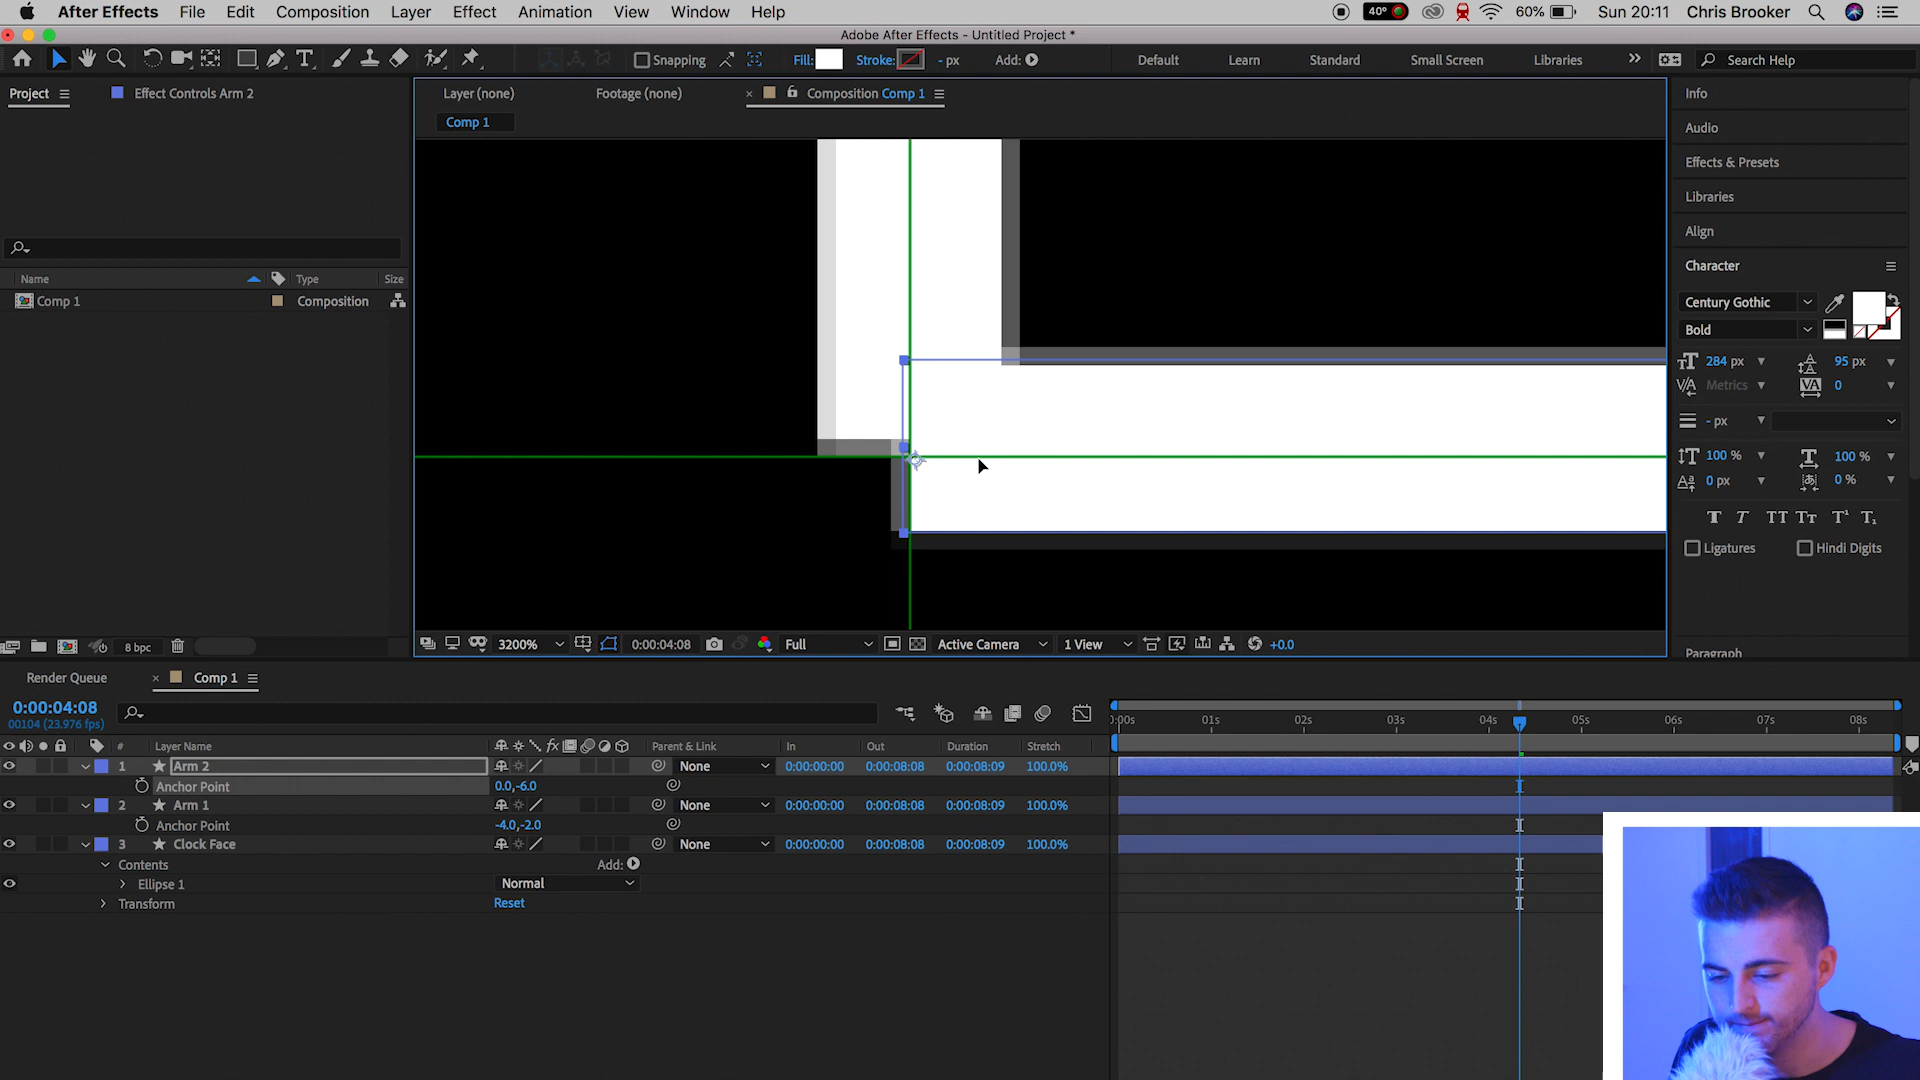 After Effects File Edit Composition Layer Effect Animation View Window Help 40° 60% Sun 20:11 Chris Brooker
Adobe After Effects - Untitled Project *
Snapping Fill: Stroke: - px Add: Default Learn Standard Small Screen Libraries Search Help
Project Effect Controls Arm 2 Layer (none) Footage (none) Composition Comp 1 Info
Comp 1 Audio
Effects & Presets
Libraries
Align
Name Type Size Character
Comp 1 Composition Century Gothic
Bold
284 px 95 px
Metrics 0
- px
100 % 100 %
0 px 0 %
T T TT Tt T¹ T₁
Ligatures Hindi Digits
8 bpc 3200% 0:00:04:08 Full Active Camera 1 View +0.0 Paragraph
Render Queue Comp 1
0:00:04:08
00104 (23.976 fps) :00s 01s 02s 03s 04s 05s 06s 07s 08s
# Layer Name Parent & Link In Out Duration Stretch
1 Arm 2 None 0:00:00:00 0:00:08:08 0:00:08:09 100.0%
Anchor Point 0.0,-6.0
2 Arm 1 None 0:00:00:00 0:00:08:08 0:00:08:09 100.0%
Anchor Point -4.0,-2.0
3 Clock Face None 0:00:00:00 0:00:08:08 0:00:08:09 100.0%
Contents Add:
Ellipse 1 Normal
Transform Reset